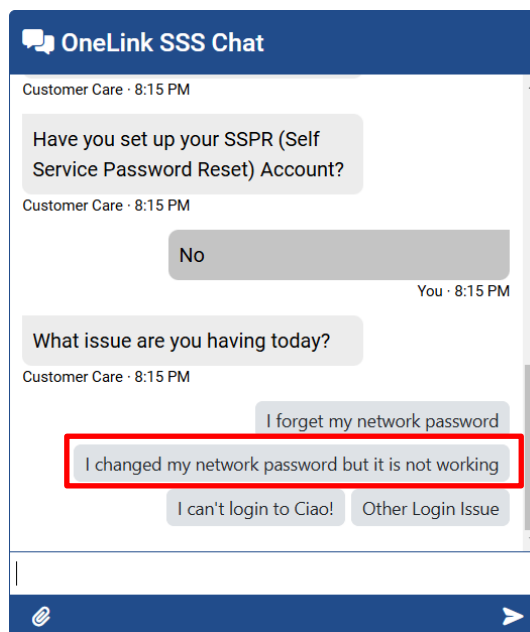 OneLink SSS Chat
Customer Care · 8:15 PM
Have you set up your SSPR (Self
Service Password Reset) Account?
Customer Care · 8:15 PM
No
You · 8:15 PM
What issue are you having today?
Customer Care · 8:15 PM
I forget my network password
I changed my network password but it is not working
I can't login to Ciao!
Other Login Issue